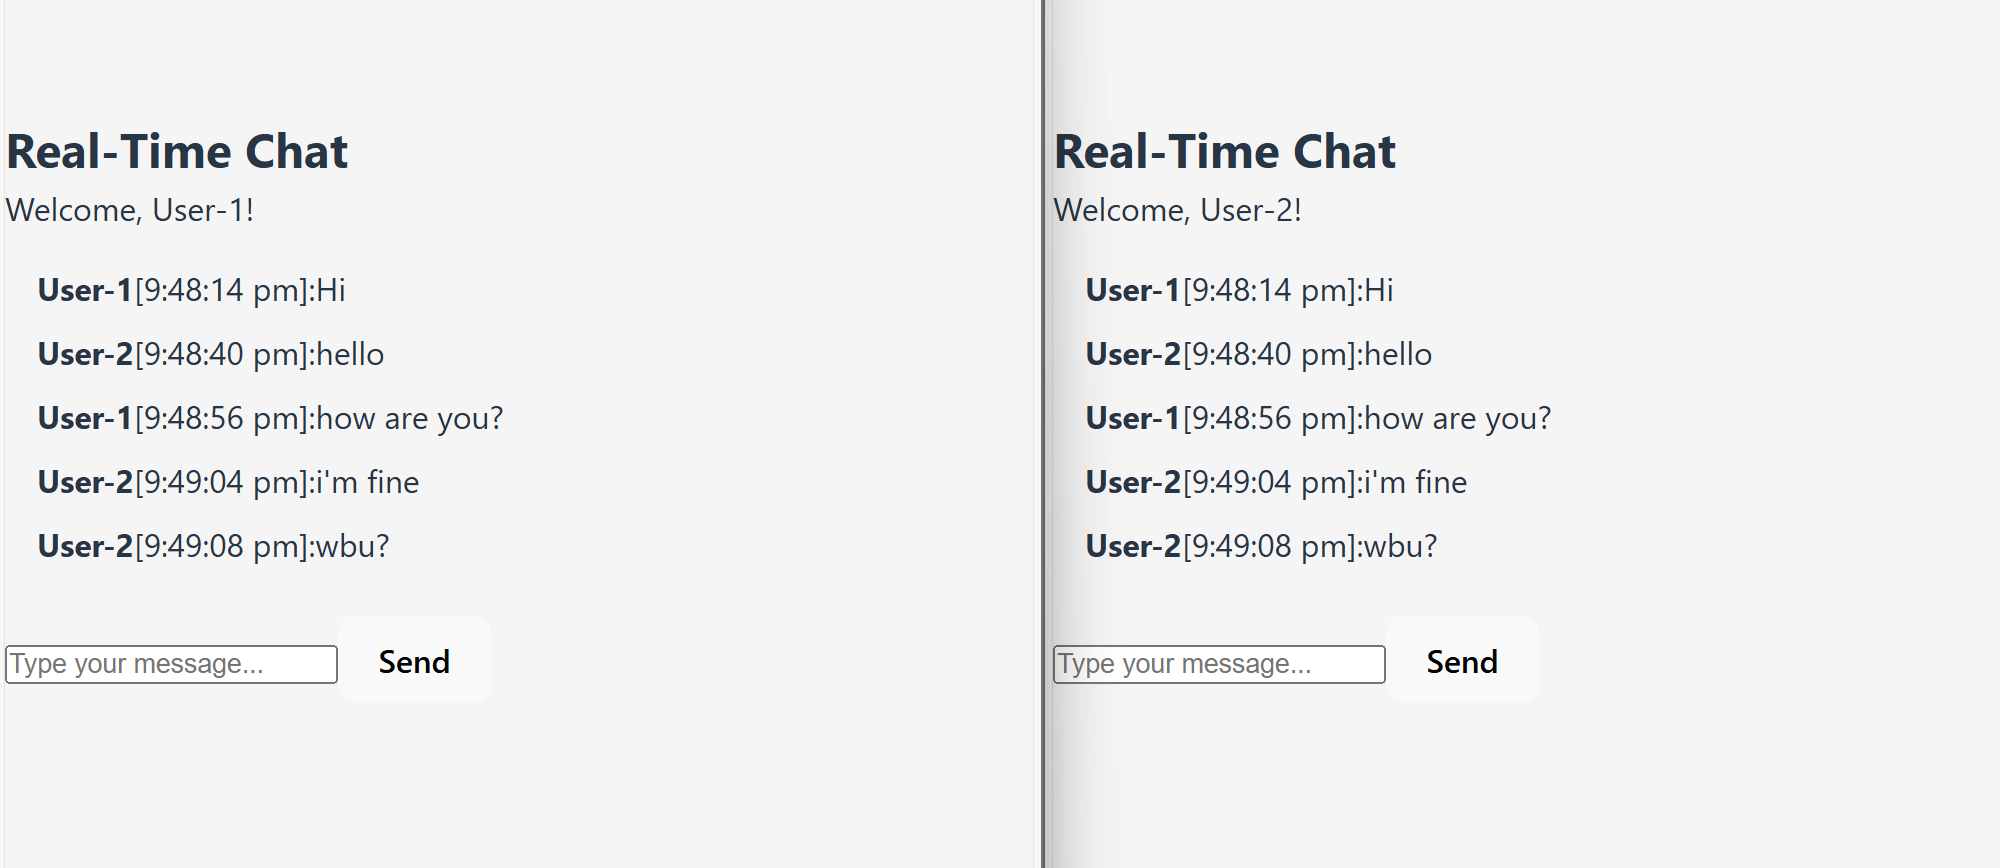 Real-Time Chat
Welcome, User-1!
User-1[9:48:14 pm]:Hi
User-2[9:48:40 pm]:hello
User-1[9:48:56 pm]:how are you?
User-2[9:49:04 pm]:i'm fine
User-2[9:49:08 pm]:wbu?
Type your message...
Send
Real-Time Chat
Welcome, User-2!
User-1[9:48:14 pm]:Hi
User-2[9:48:40 pm]:hello
User-1[9:48:56 pm]:how are you?
User-2[9:49:04 pm]:i'm fine
User-2[9:49:08 pm]:wbu?
Type your message...
Send